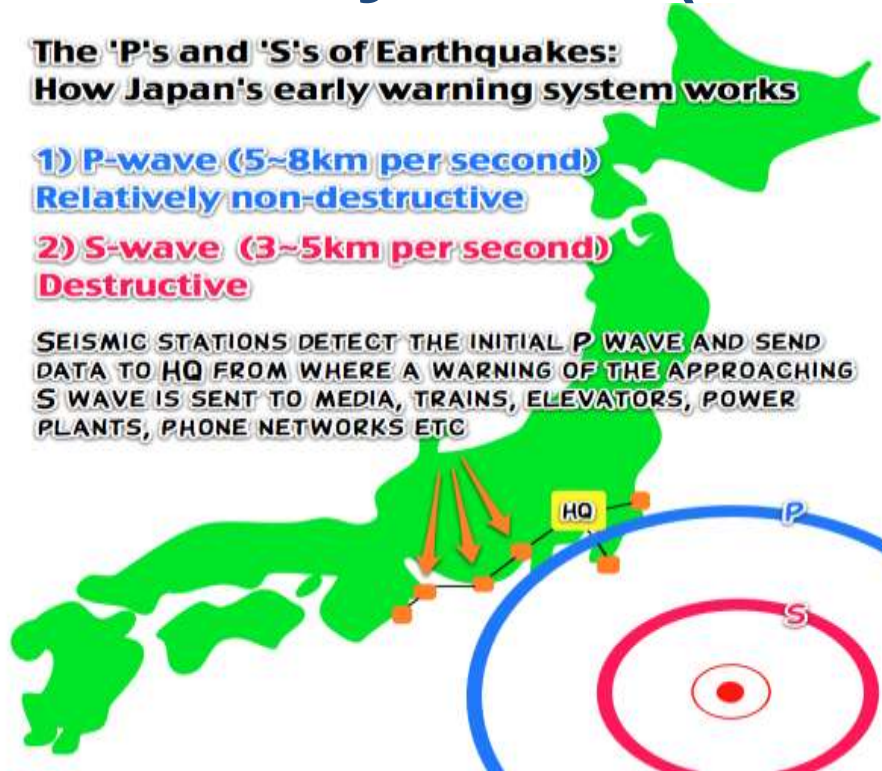 The 'P's and 'S's of Earthquakes:
How Japan's early warning system works
1) P-wave (5~8km per second)
Relatively non-destructive
2) S-wave (3~5km per second)
Destructive
SEISMIC STATIONS DETECT THE INITIAL P WAVE AND SEND
DATA TO HQ FROM WHERE A WARNING OF THE APPROACHING
S WAVE IS SENT TO MEDIA, TRAINS, ELEVATORS, POWER
PLANTS, PHONE NETWORKS ETC
HQ
P
S